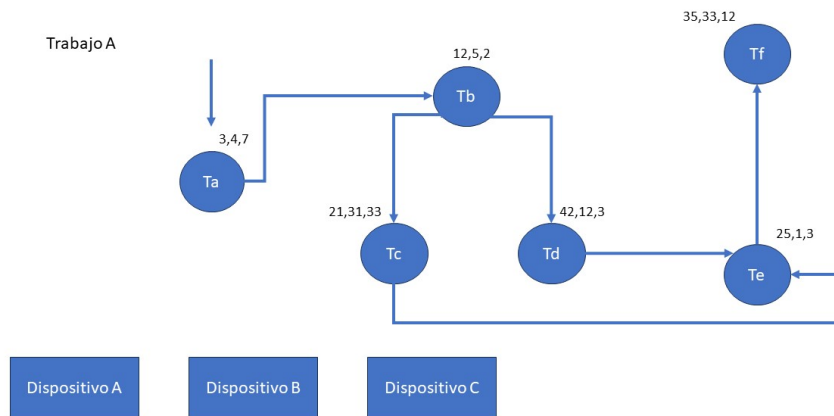 35,33,12
Trabajo A
Tf
12,5,2
Tb
3,4,7
Ta
21,31,33
42,12,3
25,1,3
Tc
Td
Te
Dispositivo A
Dispositivo B
Dispositivo C